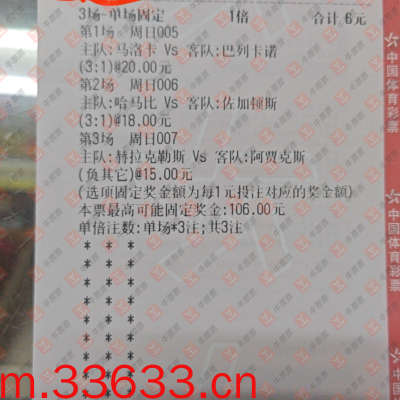 3场-单场固定 1倍 合计 6元
第1场 周日005
主队:马洛卡 Vs 客队:巴列卡诺
(3:1)@20.00元
第2场 周日006
主队:哈马比 Vs 客队:佐加顿斯
(3:1)@18.00元
第3场 周日007
主队:赫拉克勒斯 Vs 客队:阿贾克斯
(负其它)@15.00元
(选项固定奖金额为每1元投注对应的奖金额)
本票最高可能固定奖金:106.00元
单倍注数:单场*3注;共3注
* * *
* * *
* * *
* * *
* * *
* * *
* * *
* * *
* * *
中国体育彩票
中国体育彩票
m.33633.cn